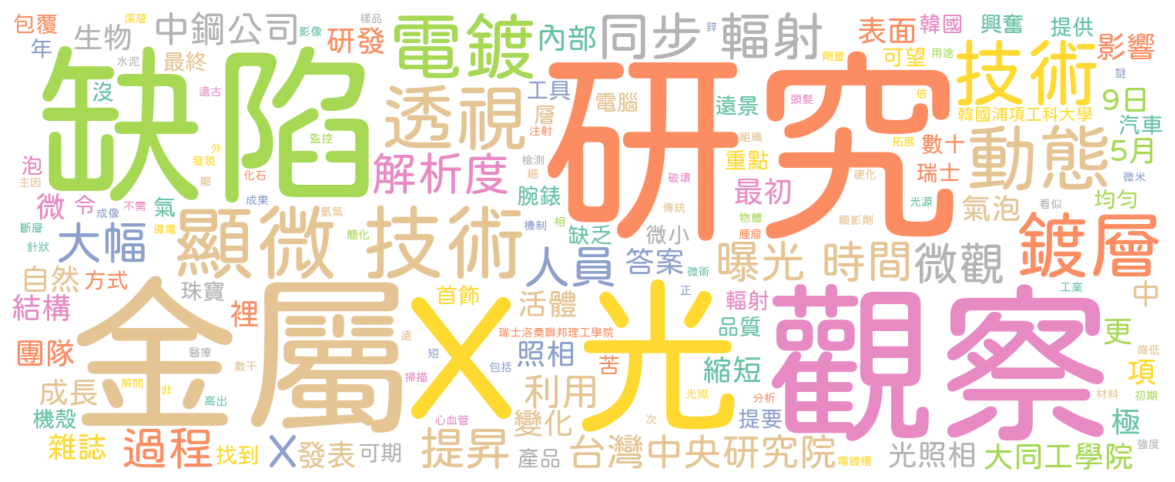 包覆 中鋼公司 影像 電鍍 內部 同步 輻射 表面 韓國 興奮 提供
深層 生物 研發 樣品 鋅 劑量 可望 用途 影響
年 水泥 最終 工具 電腦 遠景 技術 9日
缺陷 研究
沒 遠古 透視 層 頭髮 倍 韓國浦項工科大學 汽車
發現 外 監控 注射 組織 拓展 數十 動態 5月
泡 主因 顯 化石 解析度 檢測 細 重點 瑞士 微米
微 令 成像 不需 成果 氬氣 腕錶 破壞 傳統 最初 硬化 光源 氣泡 看似 均勻
大幅 氣 導電 顯微 技術 簡化 機制 相 缺乏 微小 物體 顯影劑
斷層 針狀 人員 答案 腫瘤 曝光 時間 微觀 鍍層
自然 方式 珠寶 首飾 活體 微術 正 輻射 工業 中
結構 裡 金屬 X 光 觀察
瑞士洛桑聯邦理工學院 品質 更
團隊 醫療 遠 短 包括 照相 苦 縮短 降低 項
成長 解開 非 數千 掃描 利用 光照 分析 材料 初期
機殼 高出 心血管 變化 次 提要 極 強度
雜誌 過程 找到 X 發表 可期 提昇 產品 台灣中央研究院 電鍍槽 光照相 大同工學院
謎